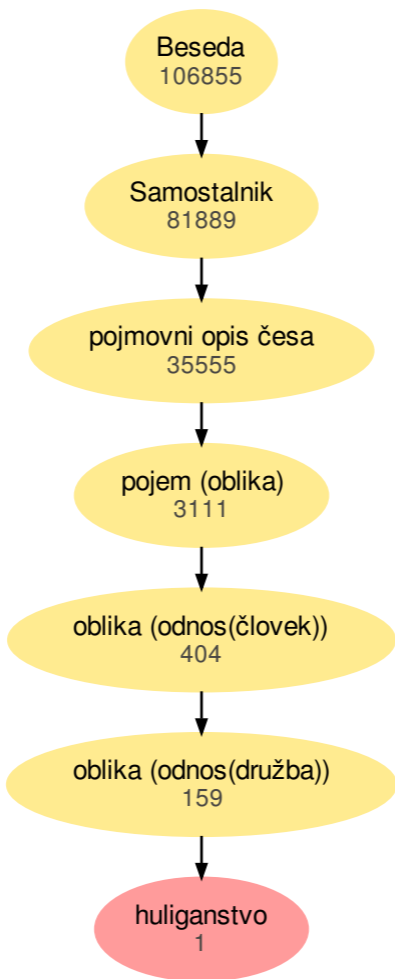 Beseda
106855
Samostalnik
81889
pojmovni opis česa
35555
pojem (oblika)
3111
oblika (odnos(človek))
404
oblika (odnos(družba))
159
huliganstvo
1